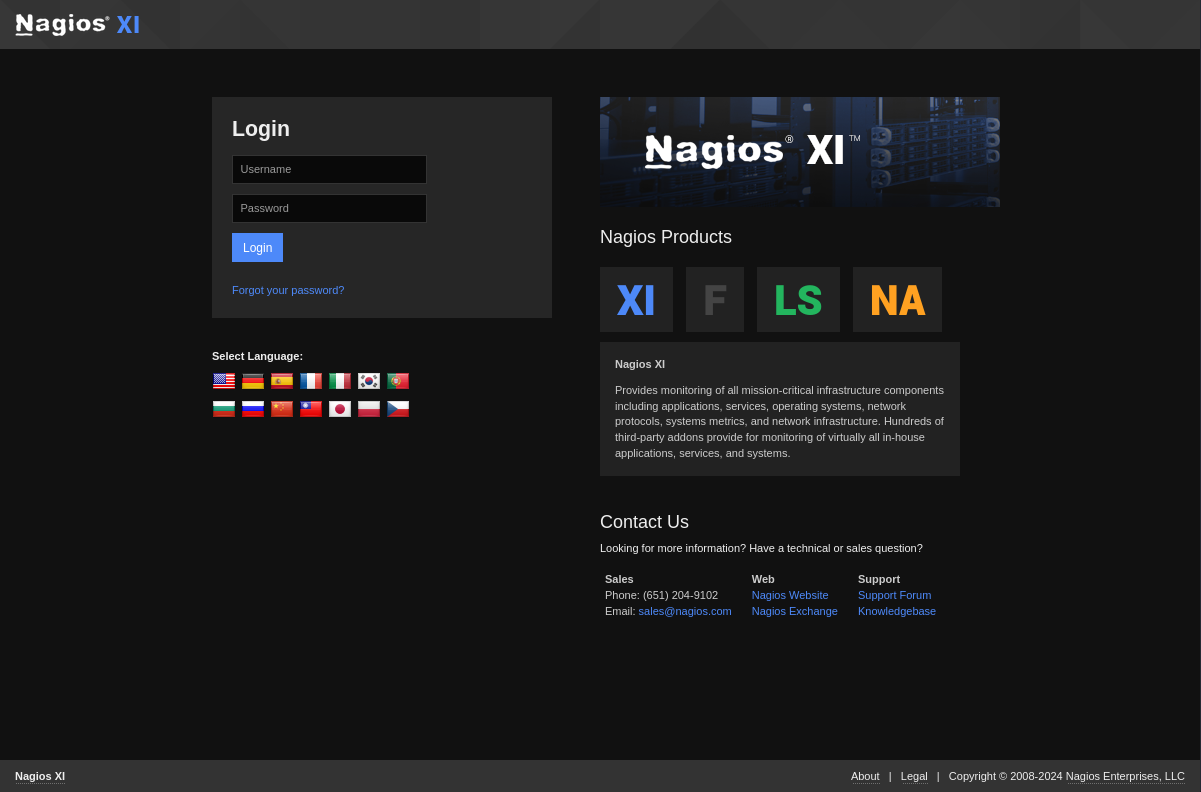 Nagios® XI
Login
Username
Password
Login
Forgot your password?
Select Language:
Nagios® XI™
Nagios Products
XI F LS NA
Nagios XI
Provides monitoring of all mission-critical infrastructure components
including applications, services, operating systems, network
protocols, systems metrics, and network infrastructure. Hundreds of
third-party addons provide for monitoring of virtually all in-house
applications, services, and systems.
Contact Us
Looking for more information? Have a technical or sales question?
Sales Web Support
Phone: (651) 204-9102 Nagios Website Support Forum
Email: sales@nagios.com Nagios Exchange Knowledgebase
Nagios XI About | Legal | Copyright © 2008-2024 Nagios Enterprises, LLC